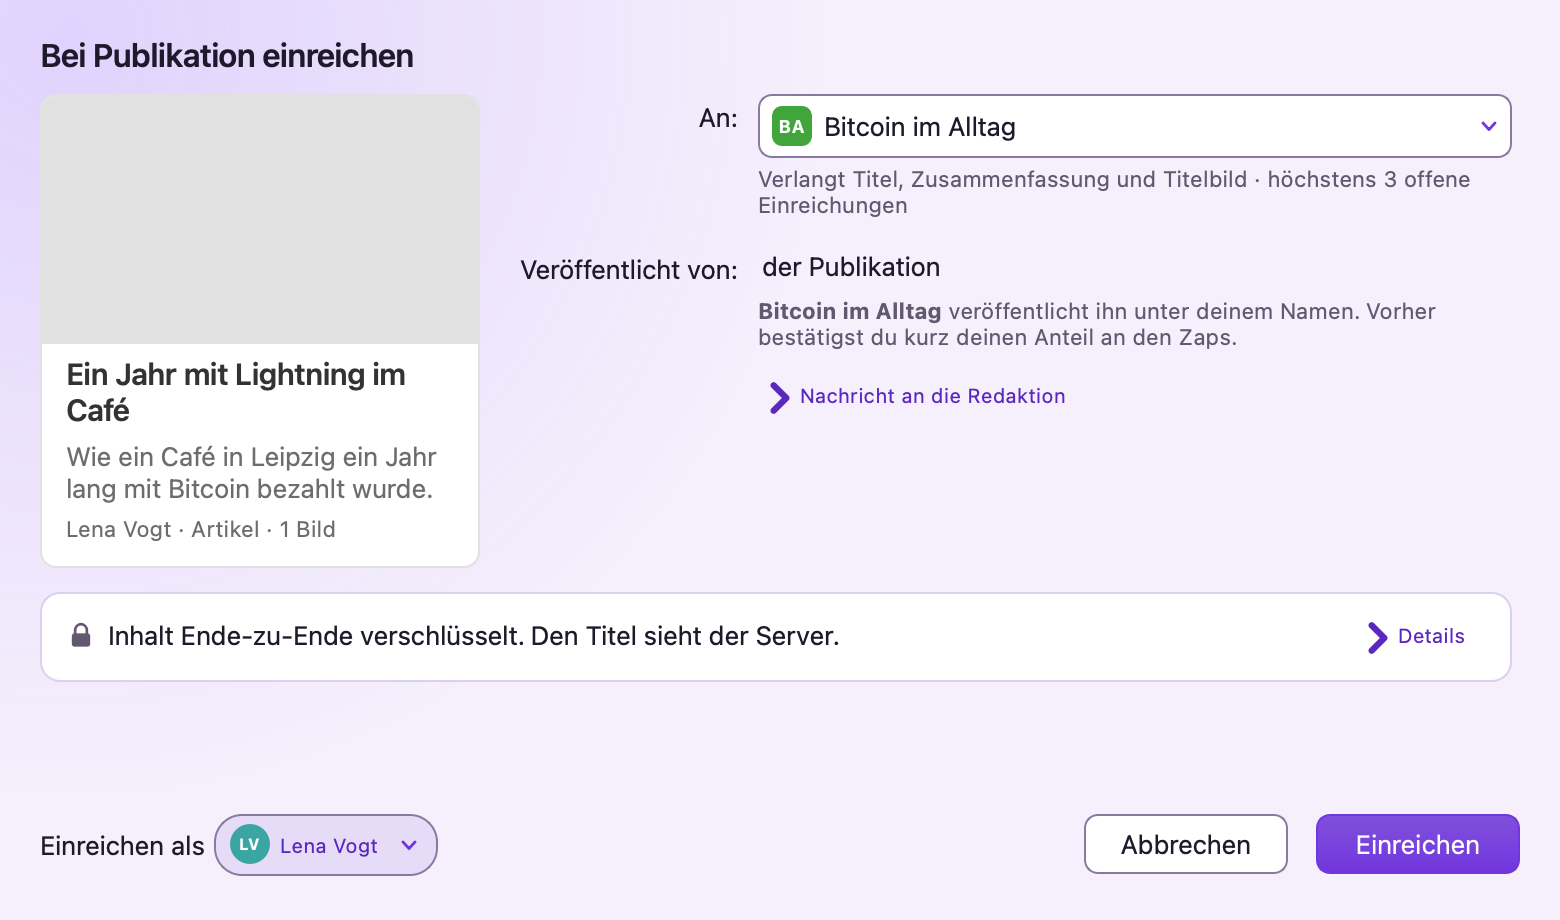 Bei Publikation einreichen
An:
BA
Bitcoin im Alltag
Verlangt Titel, Zusammenfassung und Titelbild · höchstens 3 offene
Einreichungen
Veröffentlicht von:
der Publikation
Bitcoin im Alltag veröffentlicht ihn unter deinem Namen. Vorher
bestätigst du kurz deinen Anteil an den Zaps.
Nachricht an die Redaktion
Ein Jahr mit Lightning im
Café
Wie ein Café in Leipzig ein Jahr
lang mit Bitcoin bezahlt wurde.
Lena Vogt · Artikel · 1 Bild
Inhalt Ende-zu-Ende verschlüsselt. Den Titel sieht der Server.
Details
Einreichen als
LV
Lena Vogt
Abbrechen
Einreichen